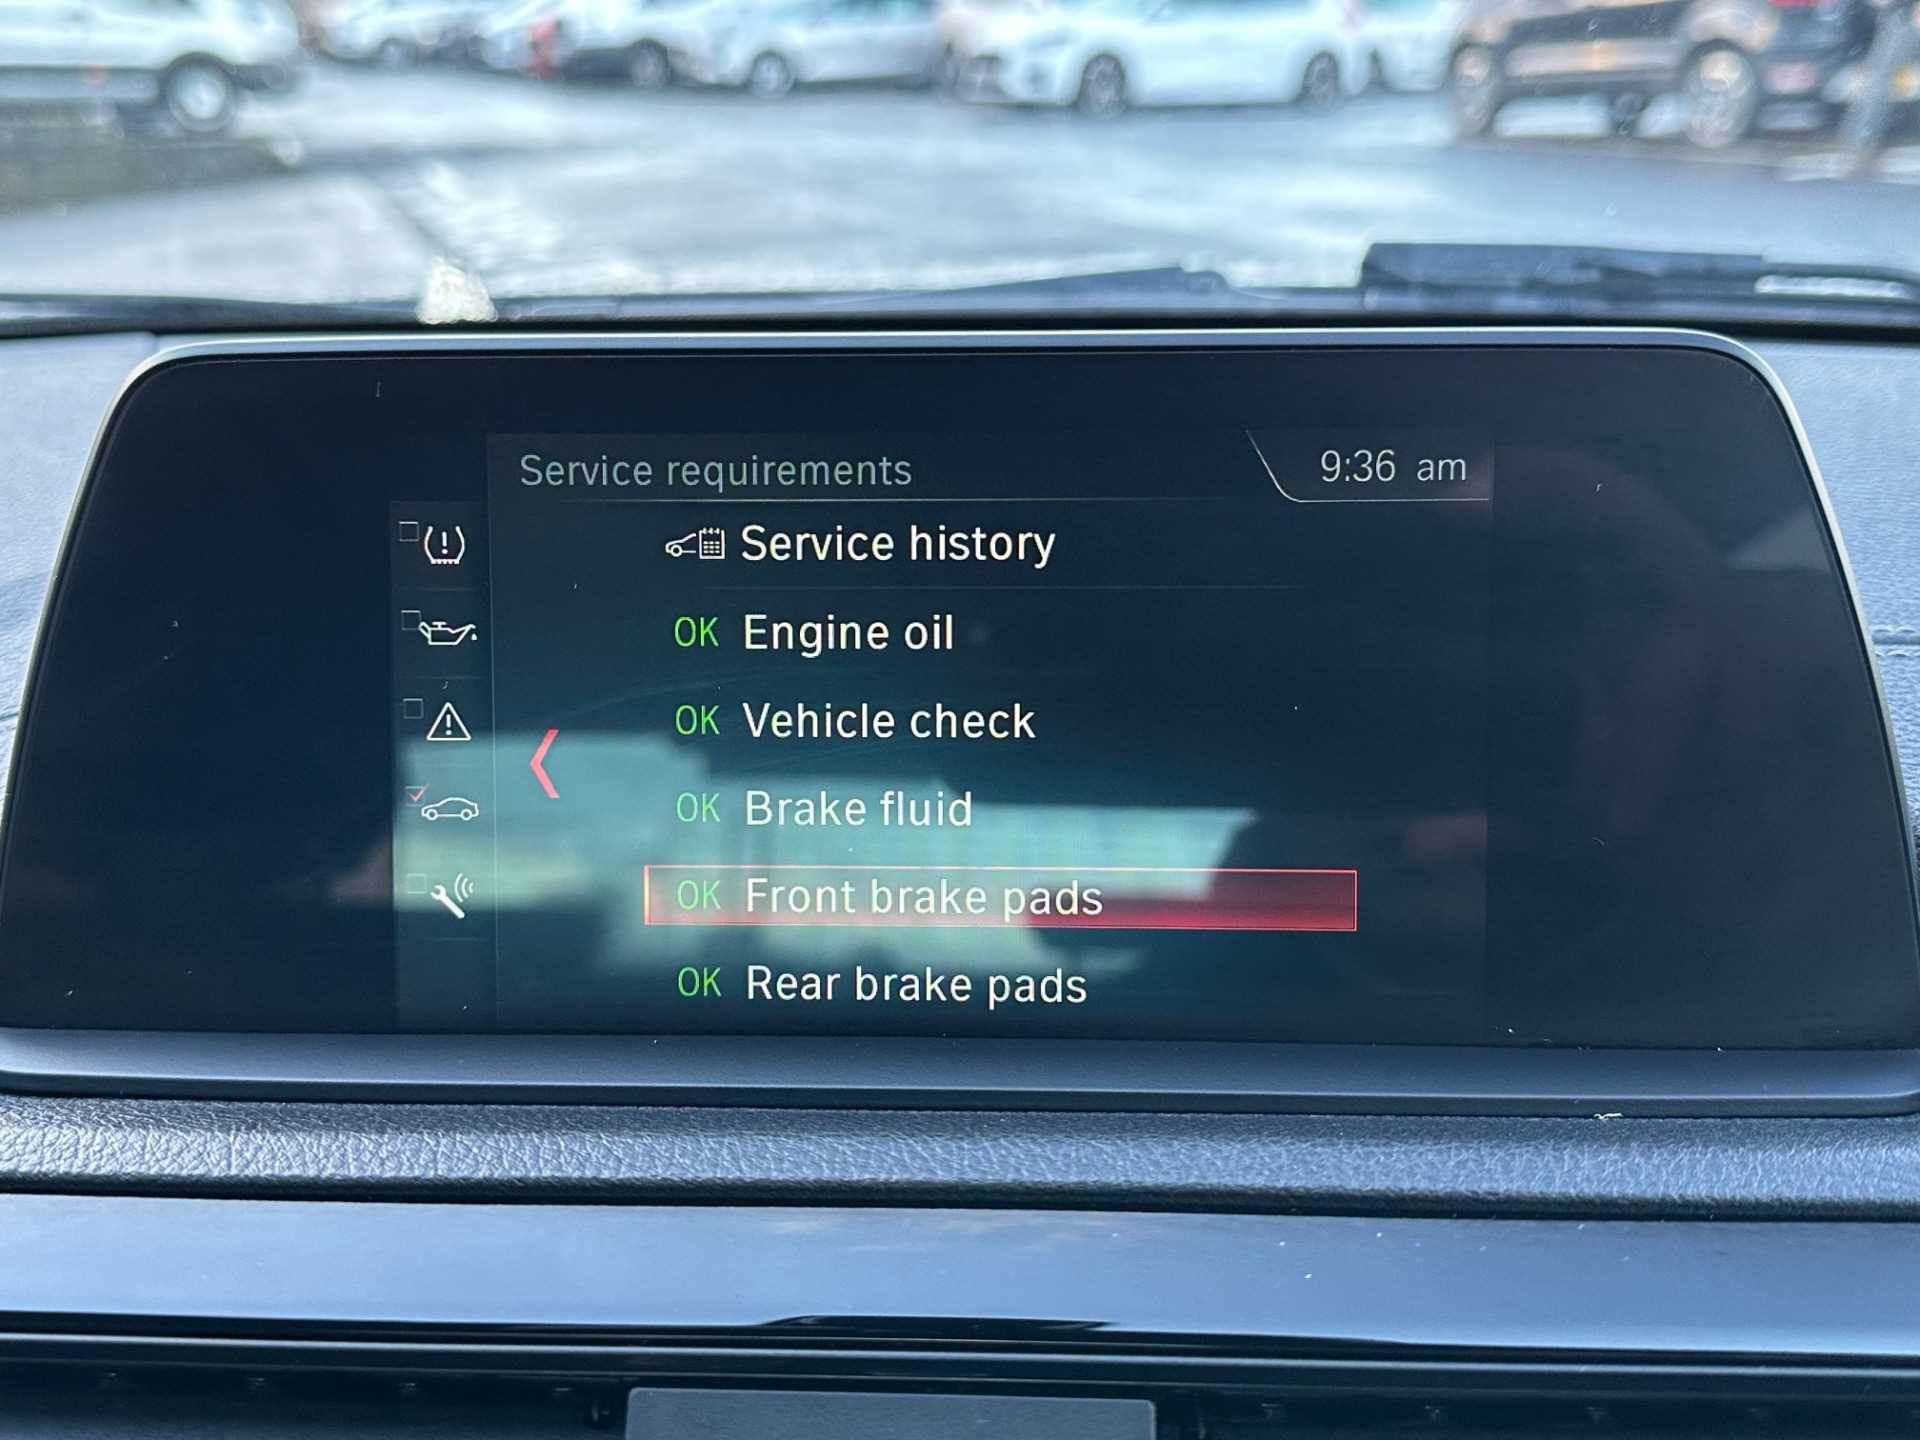 Service requirements
9:36 am
Service history
OK Engine oil
OK Vehicle check
OK Brake fluid
OK Front brake pads
OK Rear brake pads